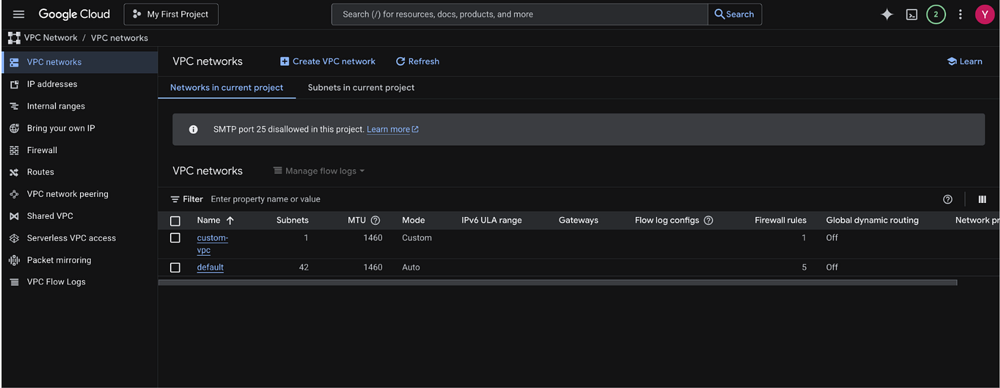 Google Cloud My First Project Search (/) for resources, docs, products, and more Search 2 Y
VPC Network / VPC networks
VPC networks
IP addresses
Internal ranges
Bring your own IP
Firewall
Routes
VPC network peering
Shared VPC
Serverless VPC access
Packet mirroring
VPC Flow Logs
VPC networks Create VPC network Refresh Learn
Networks in current project Subnets in current project
SMTP port 25 disallowed in this project. Learn more
VPC networks Manage flow logs
Filter Enter property name or value
Name Subnets MTU Mode IPv6 ULA range Gateways Flow log configs Firewall rules Global dynamic routing Network pr
custom- 1 1460 Custom 1 Off
vpc
default 42 1460 Auto 5 Off